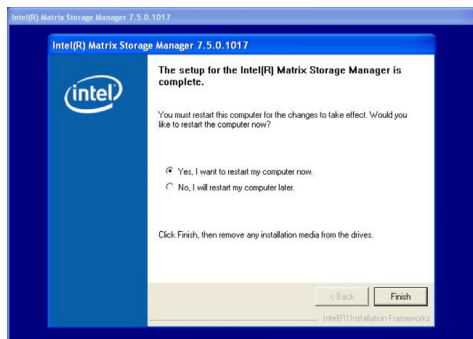 Intel(R) Matrix Storage Manager 7.5.0.1017
Intel(R) Matrix Storage Manager 7.5.0.1017
intel
The setup for the Intel(R) Matrix Storage Manager is
complete.
You must restart this computer for the changes to take effect. Would you
like to restart the computer now?
Yes, I want to restart my computer now.
No, I will restart my computer later.
Click Finish, then remove any installation media from the drives.
< Back Finish
Intel(R) Installation Frameworks